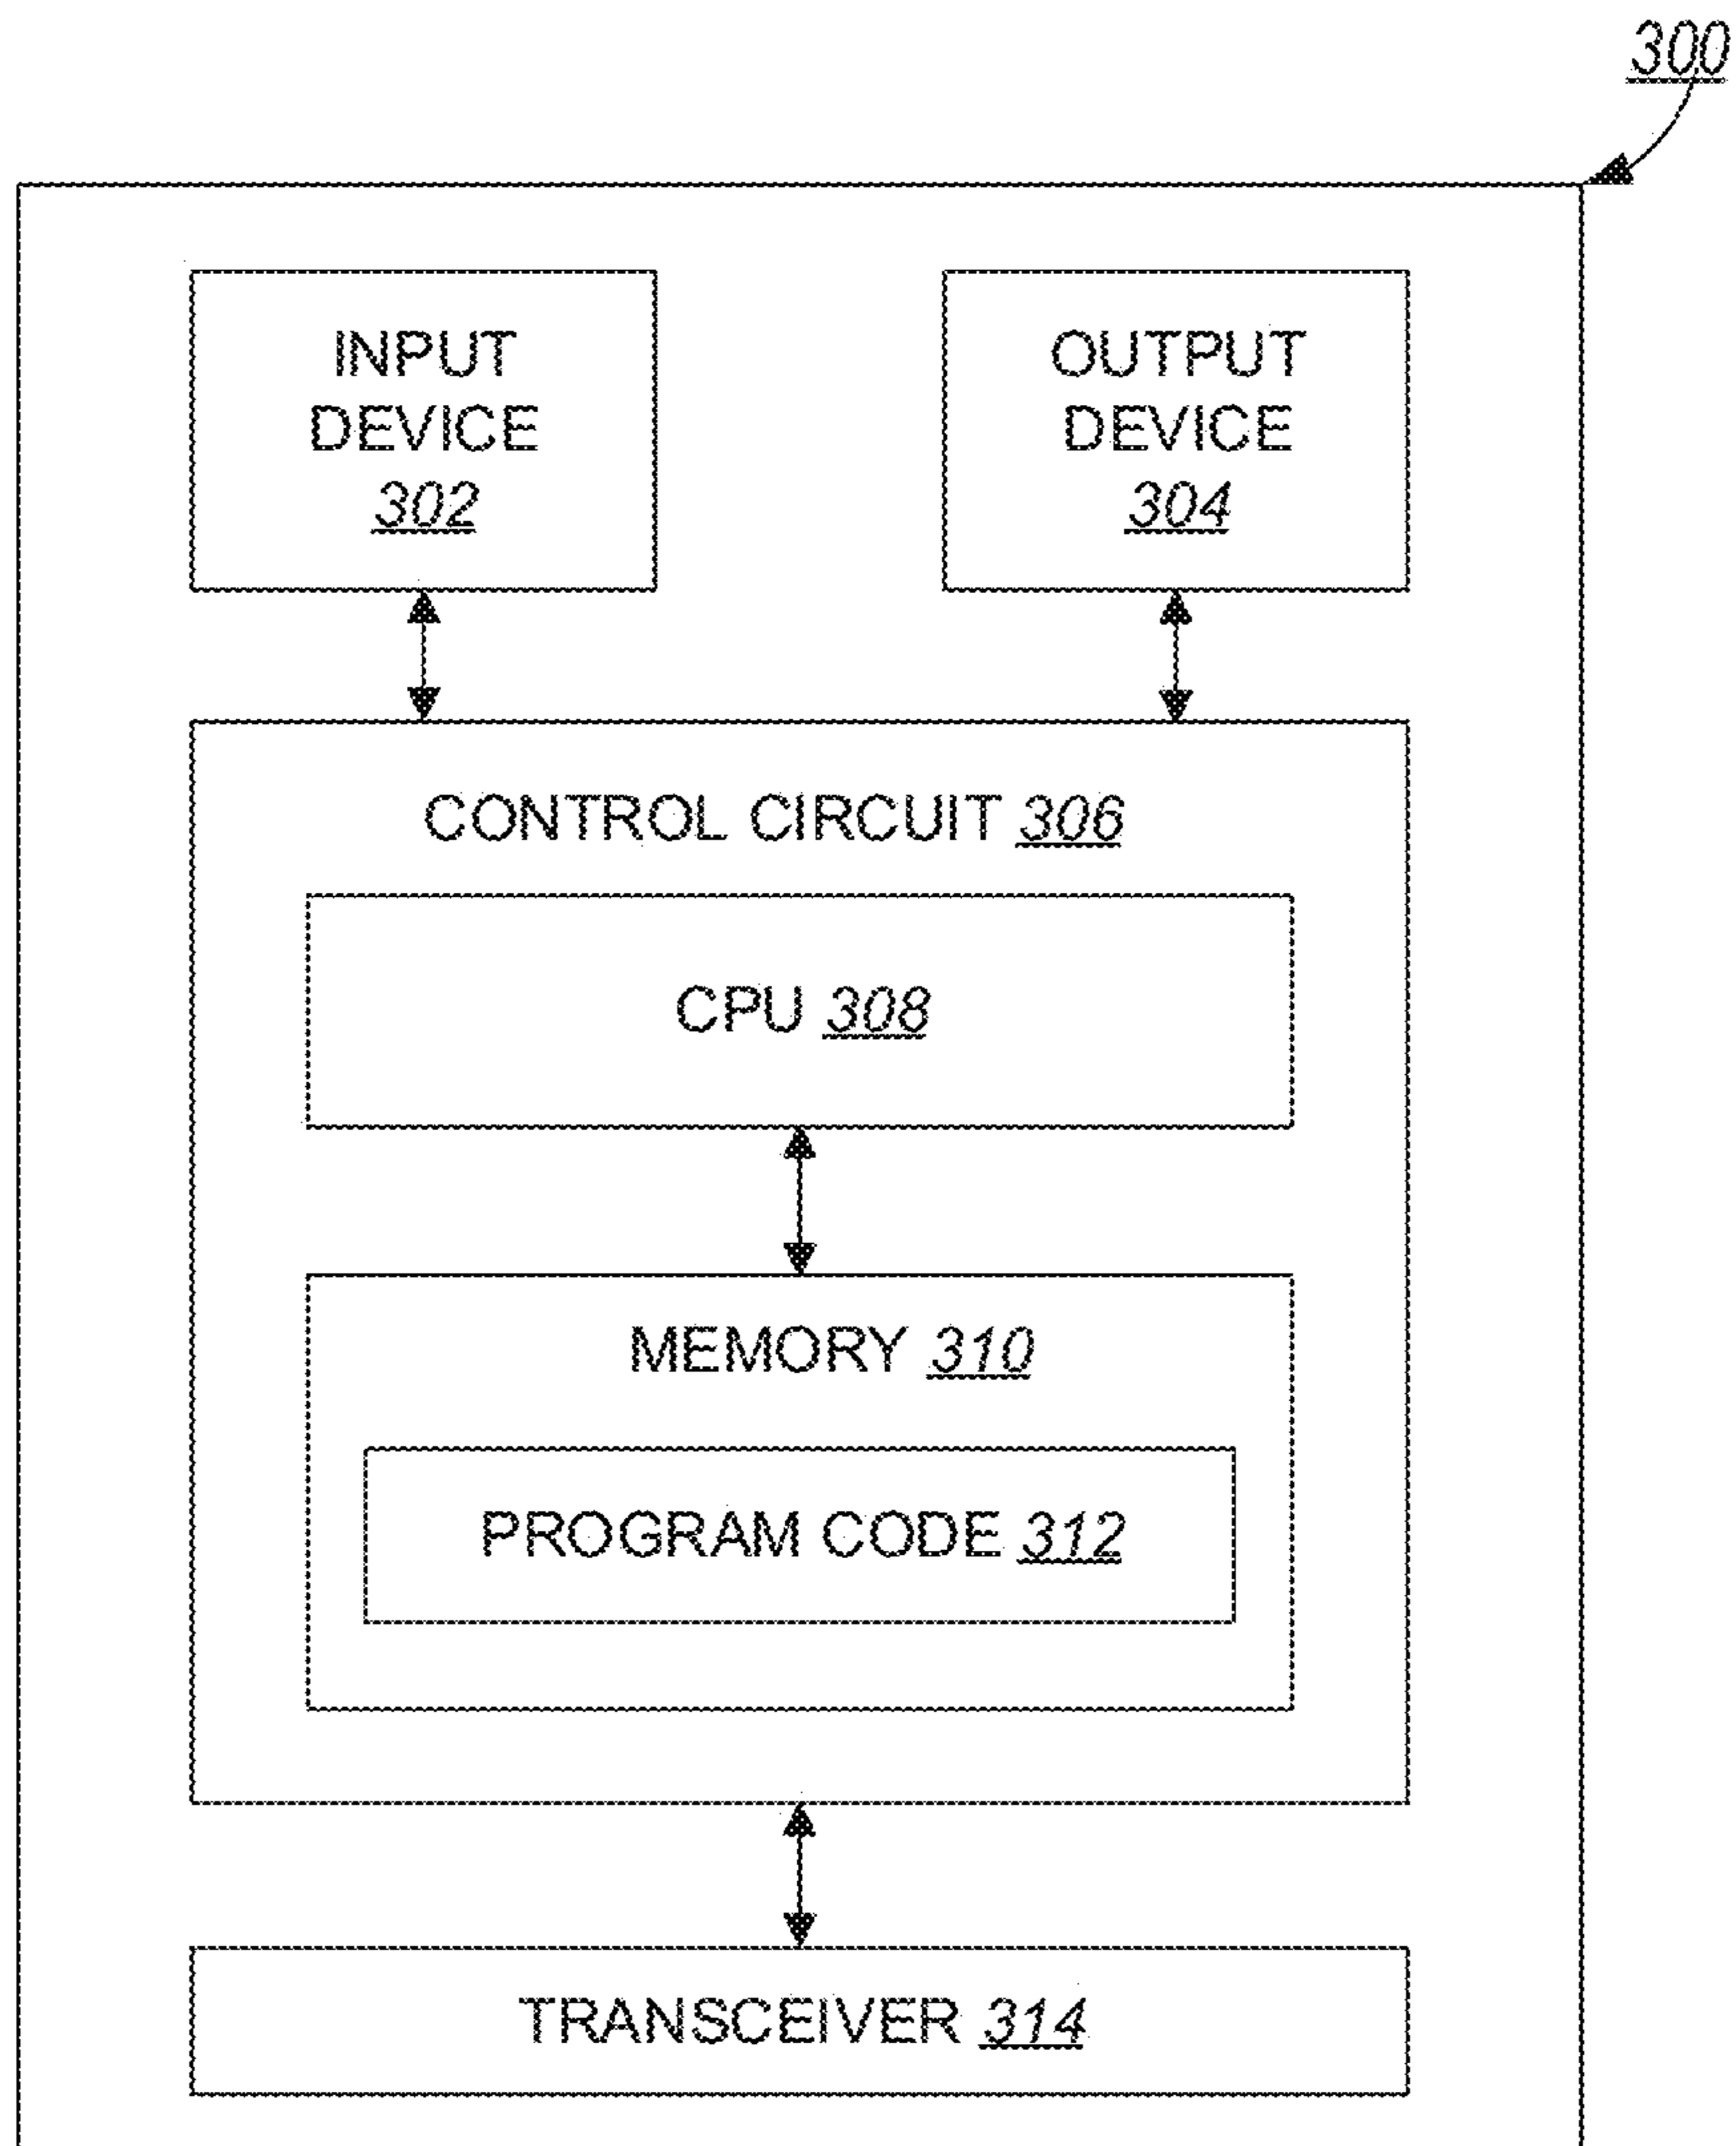 300
INPUT
DEVICE
302
OUTPUT
DEVICE
304
CONTROL CIRCUIT 306
CPU 308
MEMORY 310
PROGRAM CODE 312
TRANSCEIVER 314